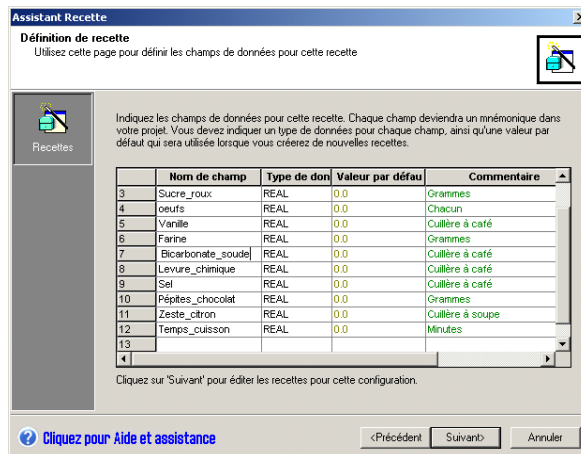 Assistant Recette
Définition de recette
Utilisez cette page pour définir les champs de données pour cette recette
Recettes
Indiquez les champs de données pour cette recette. Chaque champ deviendra un mnémonique dans
votre projet. Vous devez indiquer un type de données pour chaque champ, ainsi qu'une valeur par
défaut qui sera utilisée lorsque vous créerez de nouvelles recettes.
Nom de champ Type de don Valeur par défau Commentaire
3 Sucre_roux REAL 0.0 Grammes
4 oeufs REAL 0.0 Chacun
5 Vanille REAL 0.0 Cuillère à café
6 Farine REAL 0.0 Grammes
7 Bicarbonate_soude REAL 0.0 Cuillère à café
8 Levure_chimique REAL 0.0 Cuillère à café
9 Sel REAL 0.0 Cuillère à café
10 Pépites_chocolat REAL 0.0 Grammes
11 Zeste_citron REAL 0.0 Cuillère à soupe
12 Temps_cuisson REAL 0.0 Minutes
13
Cliquez sur 'Suivant' pour éditer les recettes pour cette configuration.
Cliquez pour Aide et assistance
<Précédent Suivant> Annuler